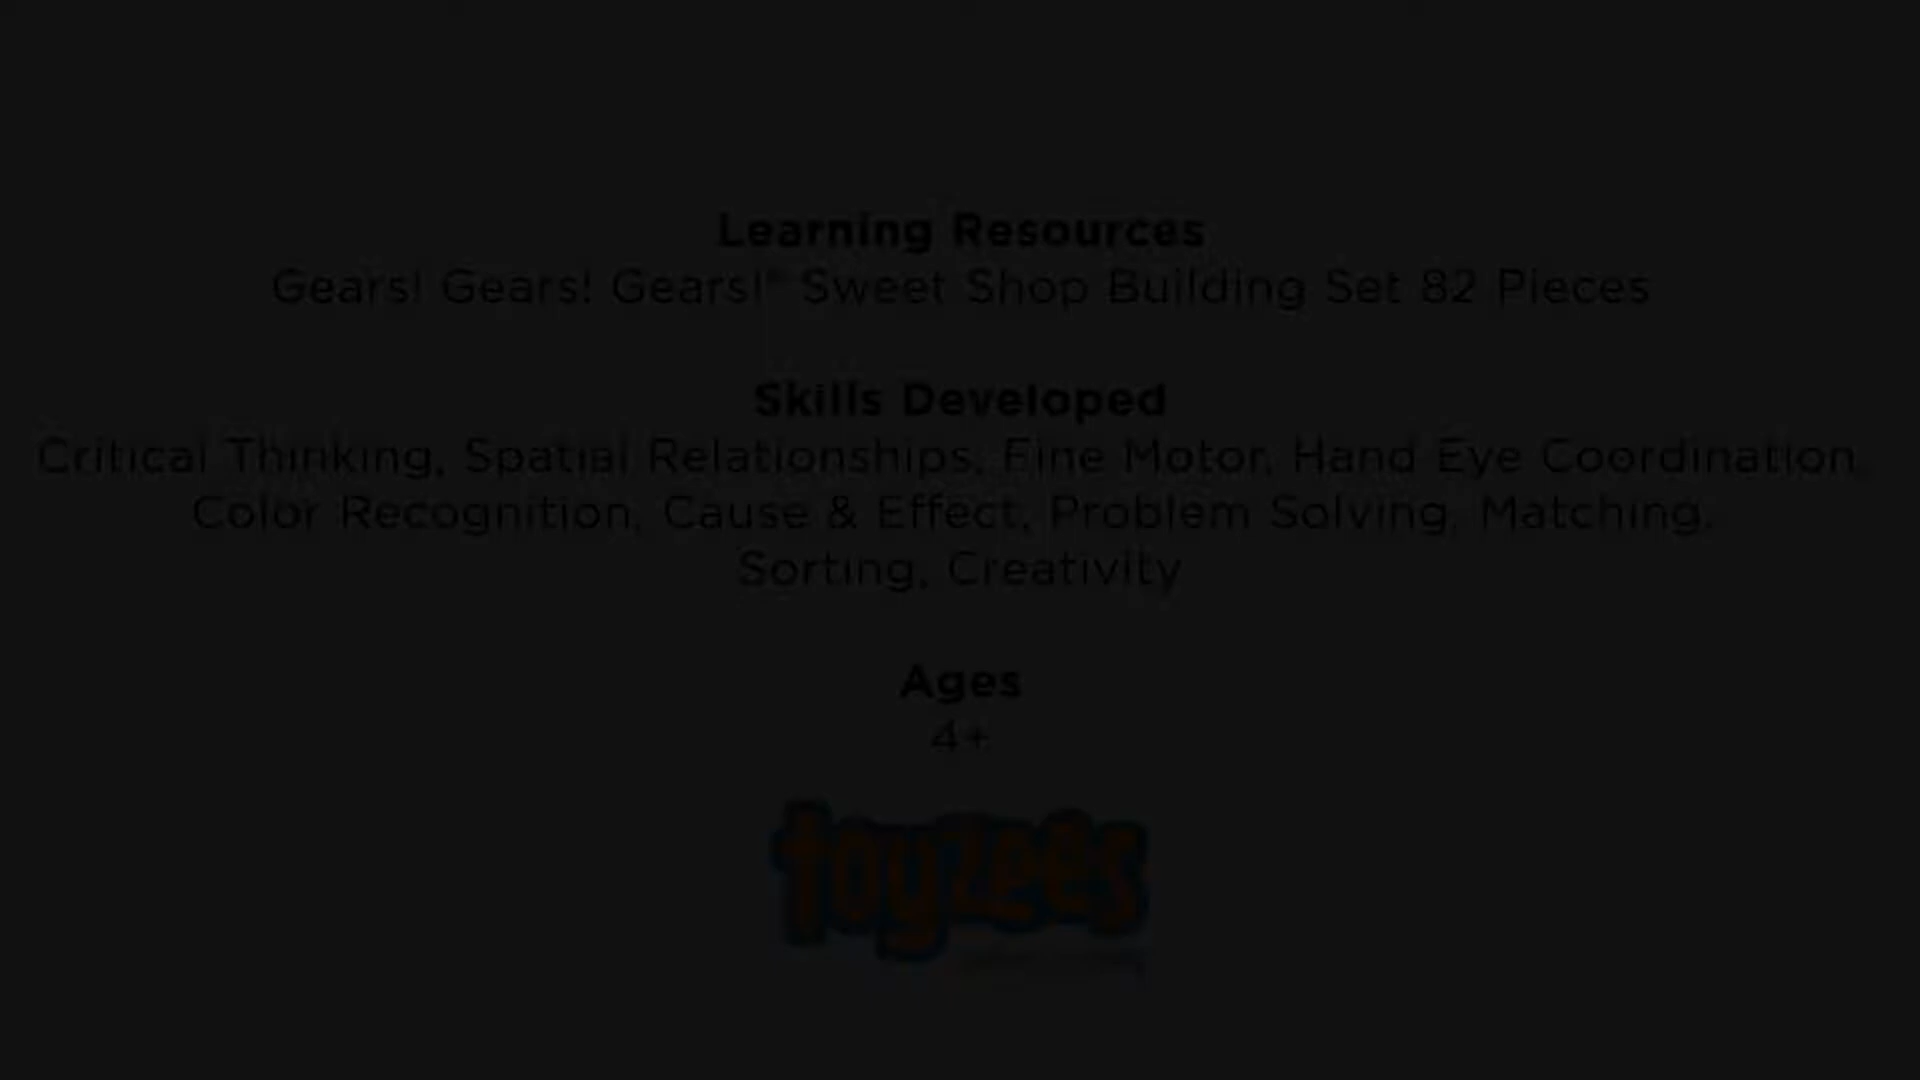 Learning Resources
Gears! Gears! Gears!® Sweet Shop Building Set 82 Pieces
Skills Developed
Critical Thinking, Spatial Relationships, Fine Motor, Hand Eye Coordination,
Color Recognition, Cause & Effect, Problem Solving, Matching,
Sorting, Creativity
Ages
4+
toyzees